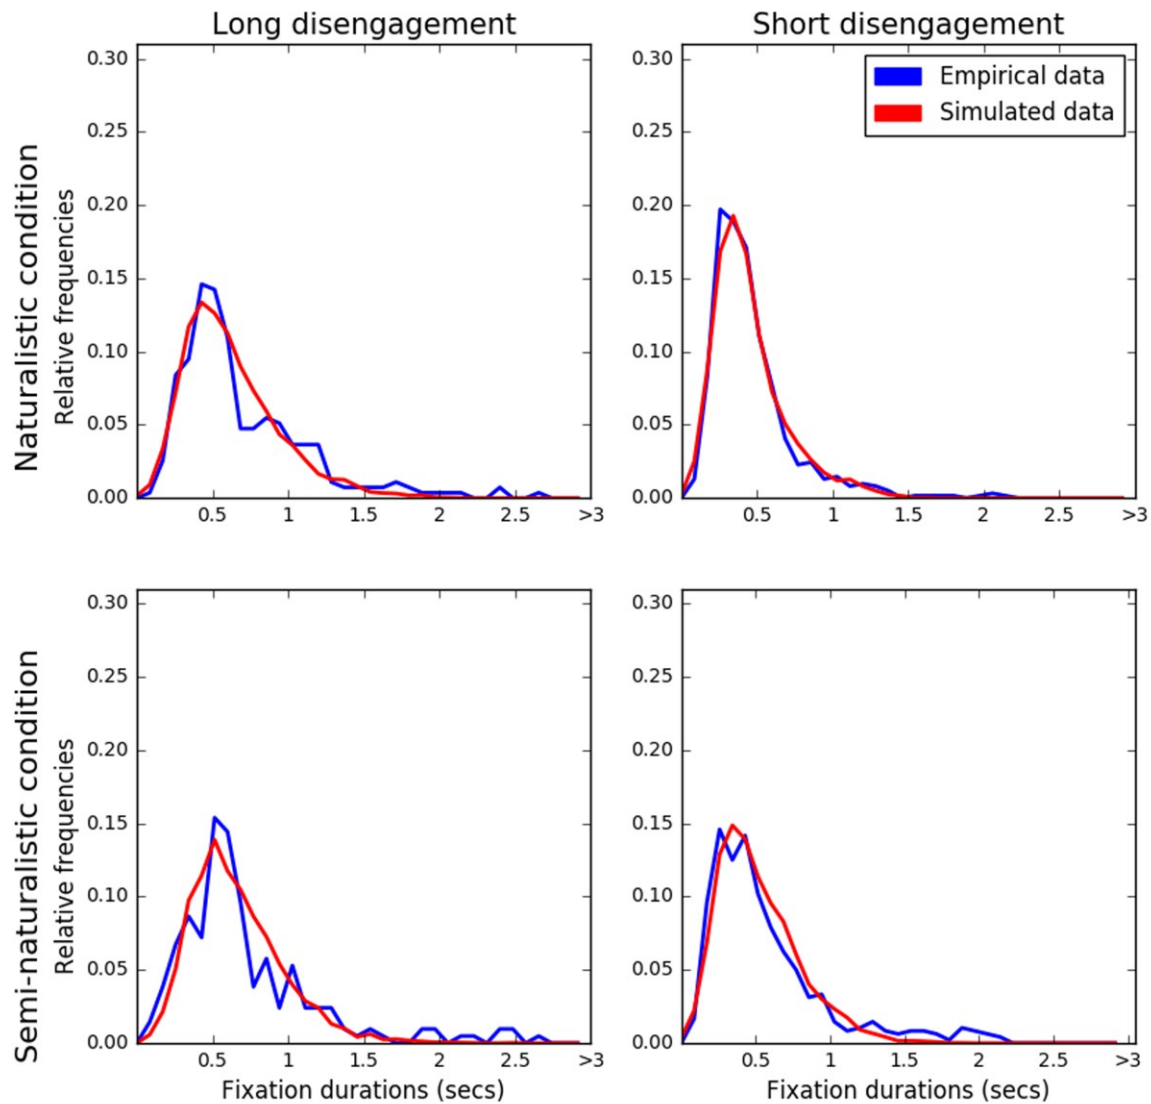 Long disengagement
Short disengagement
Naturalistic condition
Relative frequencies
0.30
0.25
0.20
0.15
0.10
0.05
0.00
0.5 1 1.5 2 2.5 >3
0.30
0.25
0.20
0.15
0.10
0.05
0.00
0.5 1 1.5 2 2.5 >3
Empirical data
Simulated data
Semi-naturalistic condition
Relative frequencies
0.30
0.25
0.20
0.15
0.10
0.05
0.00
0.5 1 1.5 2 2.5 >3
Fixation durations (secs)
0.30
0.25
0.20
0.15
0.10
0.05
0.00
0.5 1 1.5 2 2.5 >3
Fixation durations (secs)